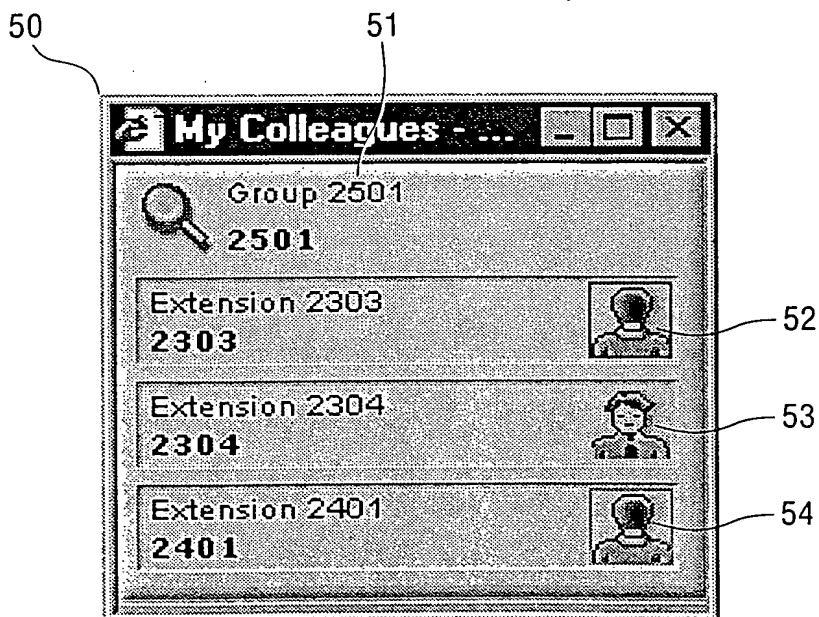 50
51
My Colleagues - ...
Group 2501
2501
Extension 2303
2303
52
Extension 2304
2304
53
Extension 2401
2401
54